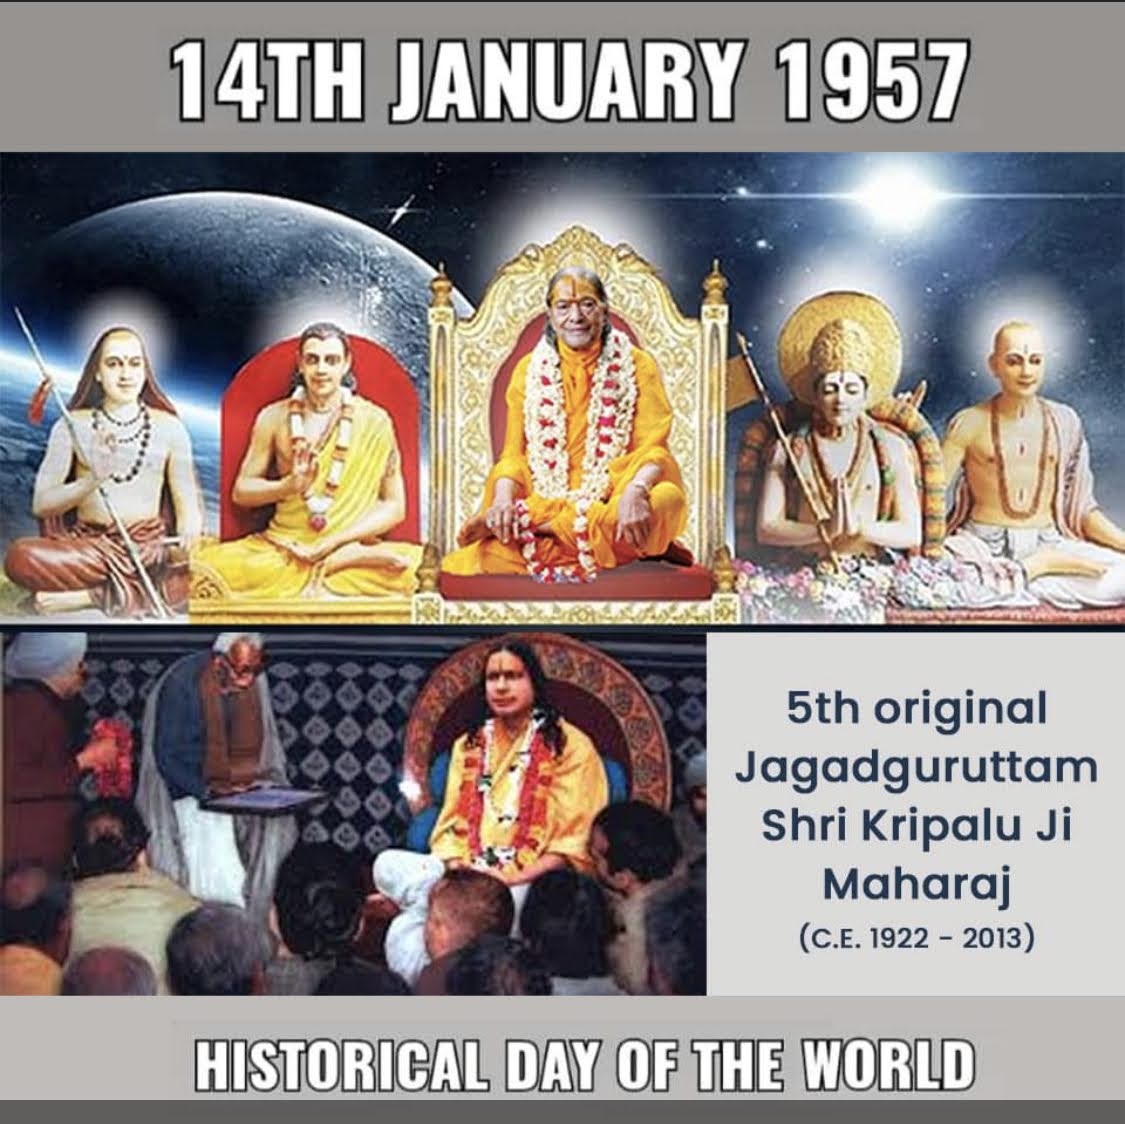 14TH JANUARY 1957
5th original
Jagadguruttam
Shri Kripalu Ji
Maharaj
(C.E. 1922 - 2013)
HISTORICAL DAY OF THE WORLD